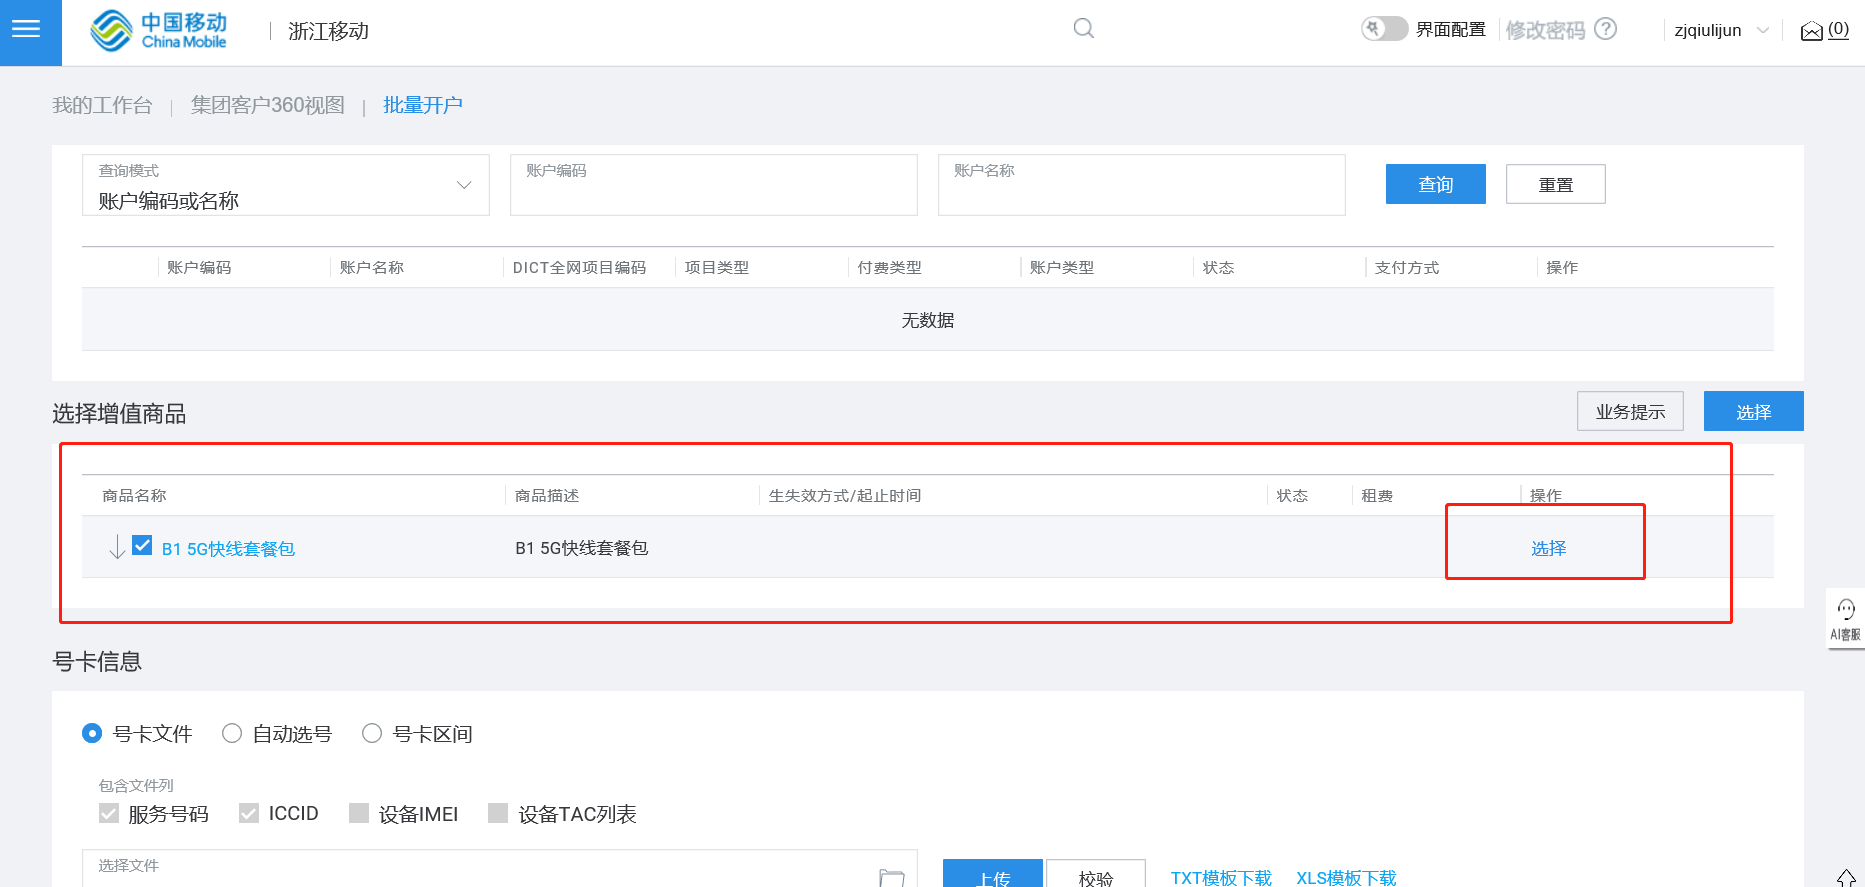 中国移动
China Mobile
浙江移动
界面配置
修改密码
zjqiulijun
(0)
我的工作台
集团客户360视图
批量开户
查询模式
账户编码或名称
账户编码
账户名称
查询
重置
账户编码
账户名称
DICT全网项目编码
项目类型
付费类型
账户类型
状态
支付方式
操作
无数据
选择增值商品
业务提示
选择
商品名称
商品描述
生失效方式/起止时间
状态
租费
操作
B1 5G快线套餐包
B1 5G快线套餐包
选择
AI客服
号卡信息
号卡文件
自动选号
号卡区间
包含文件列
服务号码
ICCID
设备IMEI
设备TAC列表
选择文件
上传
校验
TXT模板下载
XLS模板下载